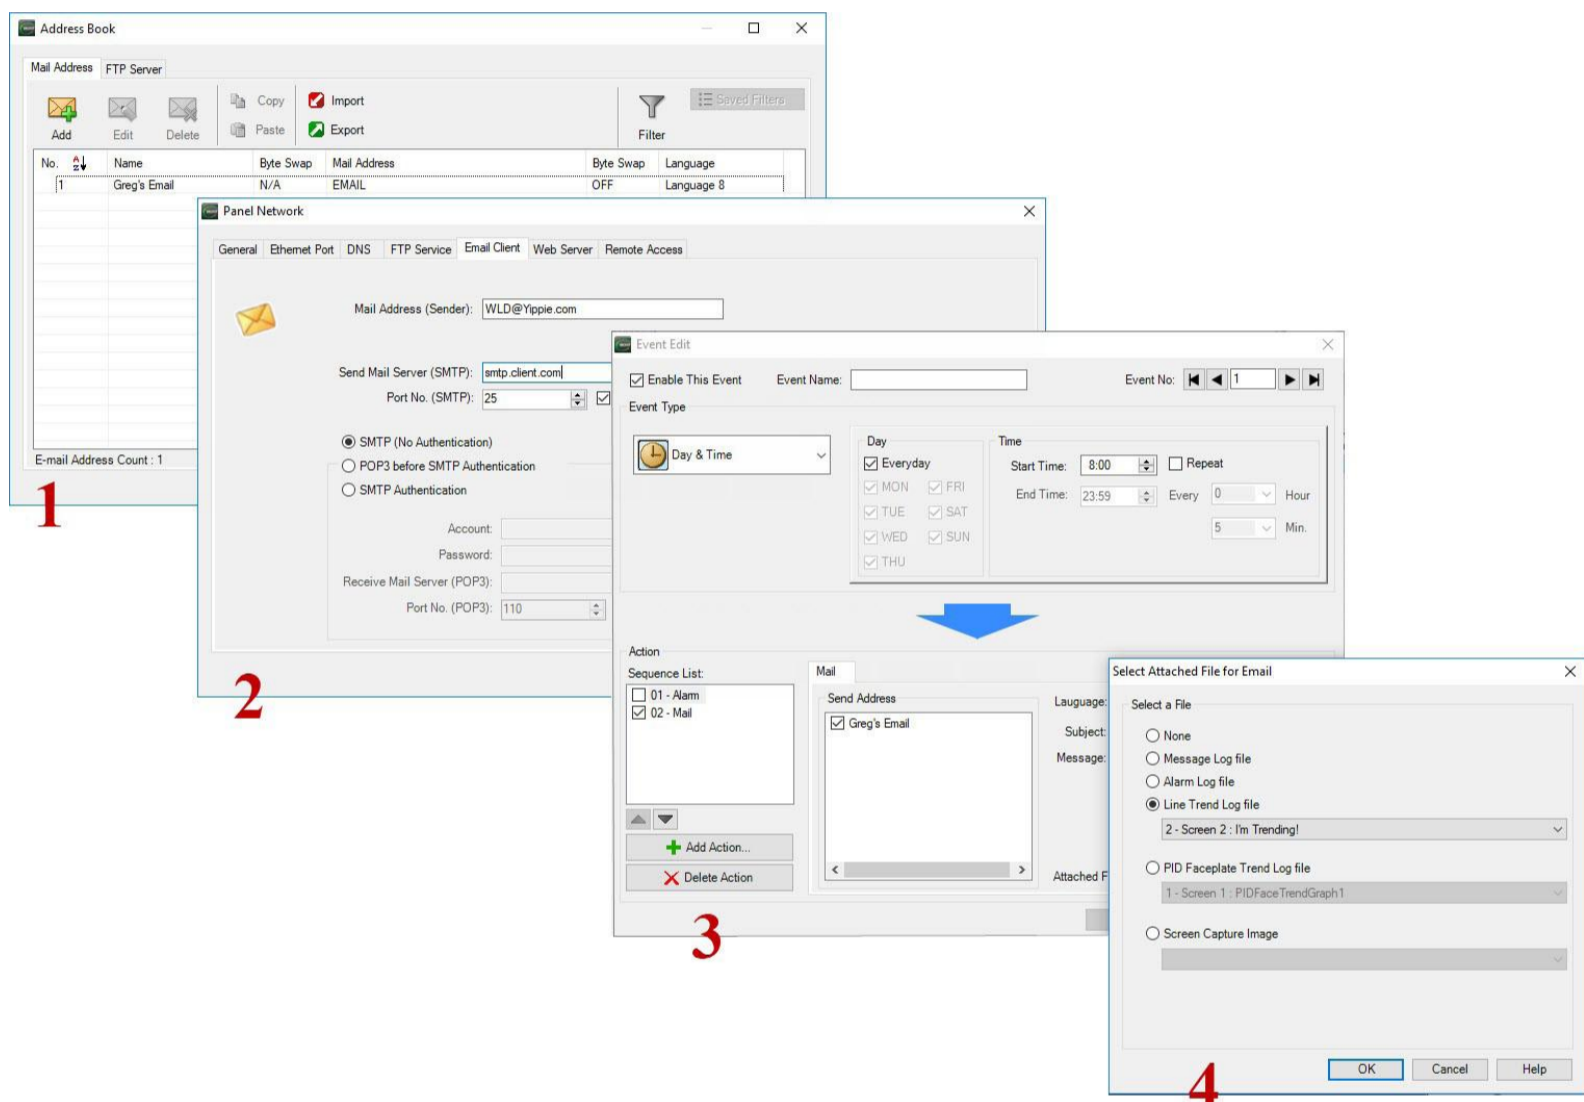 Address Book
Mail Address FTP Server
Add Edit Delete Copy Paste Import Export Filter Saved Filters
No. Name Byte Swap Mail Address Byte Swap Language
1 Greg's Email N/A EMAIL OFF Language 8
E-mail Address Count : 1
1
Panel Network
General Ethernet Port DNS FTP Service Email Client Web Server Remote Access
Mail Address (Sender): WLD@Yippie.com
Send Mail Server (SMTP): smtp.client.com
Port No. (SMTP): 25
SMTP (No Authentication)
POP3 before SMTP Authentication
SMTP Authentication
Account:
Password:
Receive Mail Server (POP3):
Port No. (POP3): 110
2
Event Edit
Enable This Event Event Name: Event No: 1
Event Type
Day & Time
Day
Everyday
MON FRI
TUE SAT
WED SUN
THU
Time
Start Time: 8:00 Repeat
End Time: 23:59 Every 0 Hour
5 Min.
Action
Sequence List:
01 - Alarm
02 - Mail
Add Action...
Delete Action
Mail
Send Address
Greg's Email
Lauguage:
Subject:
Message:
Attached F
3
Select Attached File for Email
Select a File
None
Message Log file
Alarm Log file
Line Trend Log file
2 - Screen 2 : I'm Trending!
PID Faceplate Trend Log file
1 - Screen 1 : PIDFaceTrendGraph1
Screen Capture Image
OK Cancel Help
4